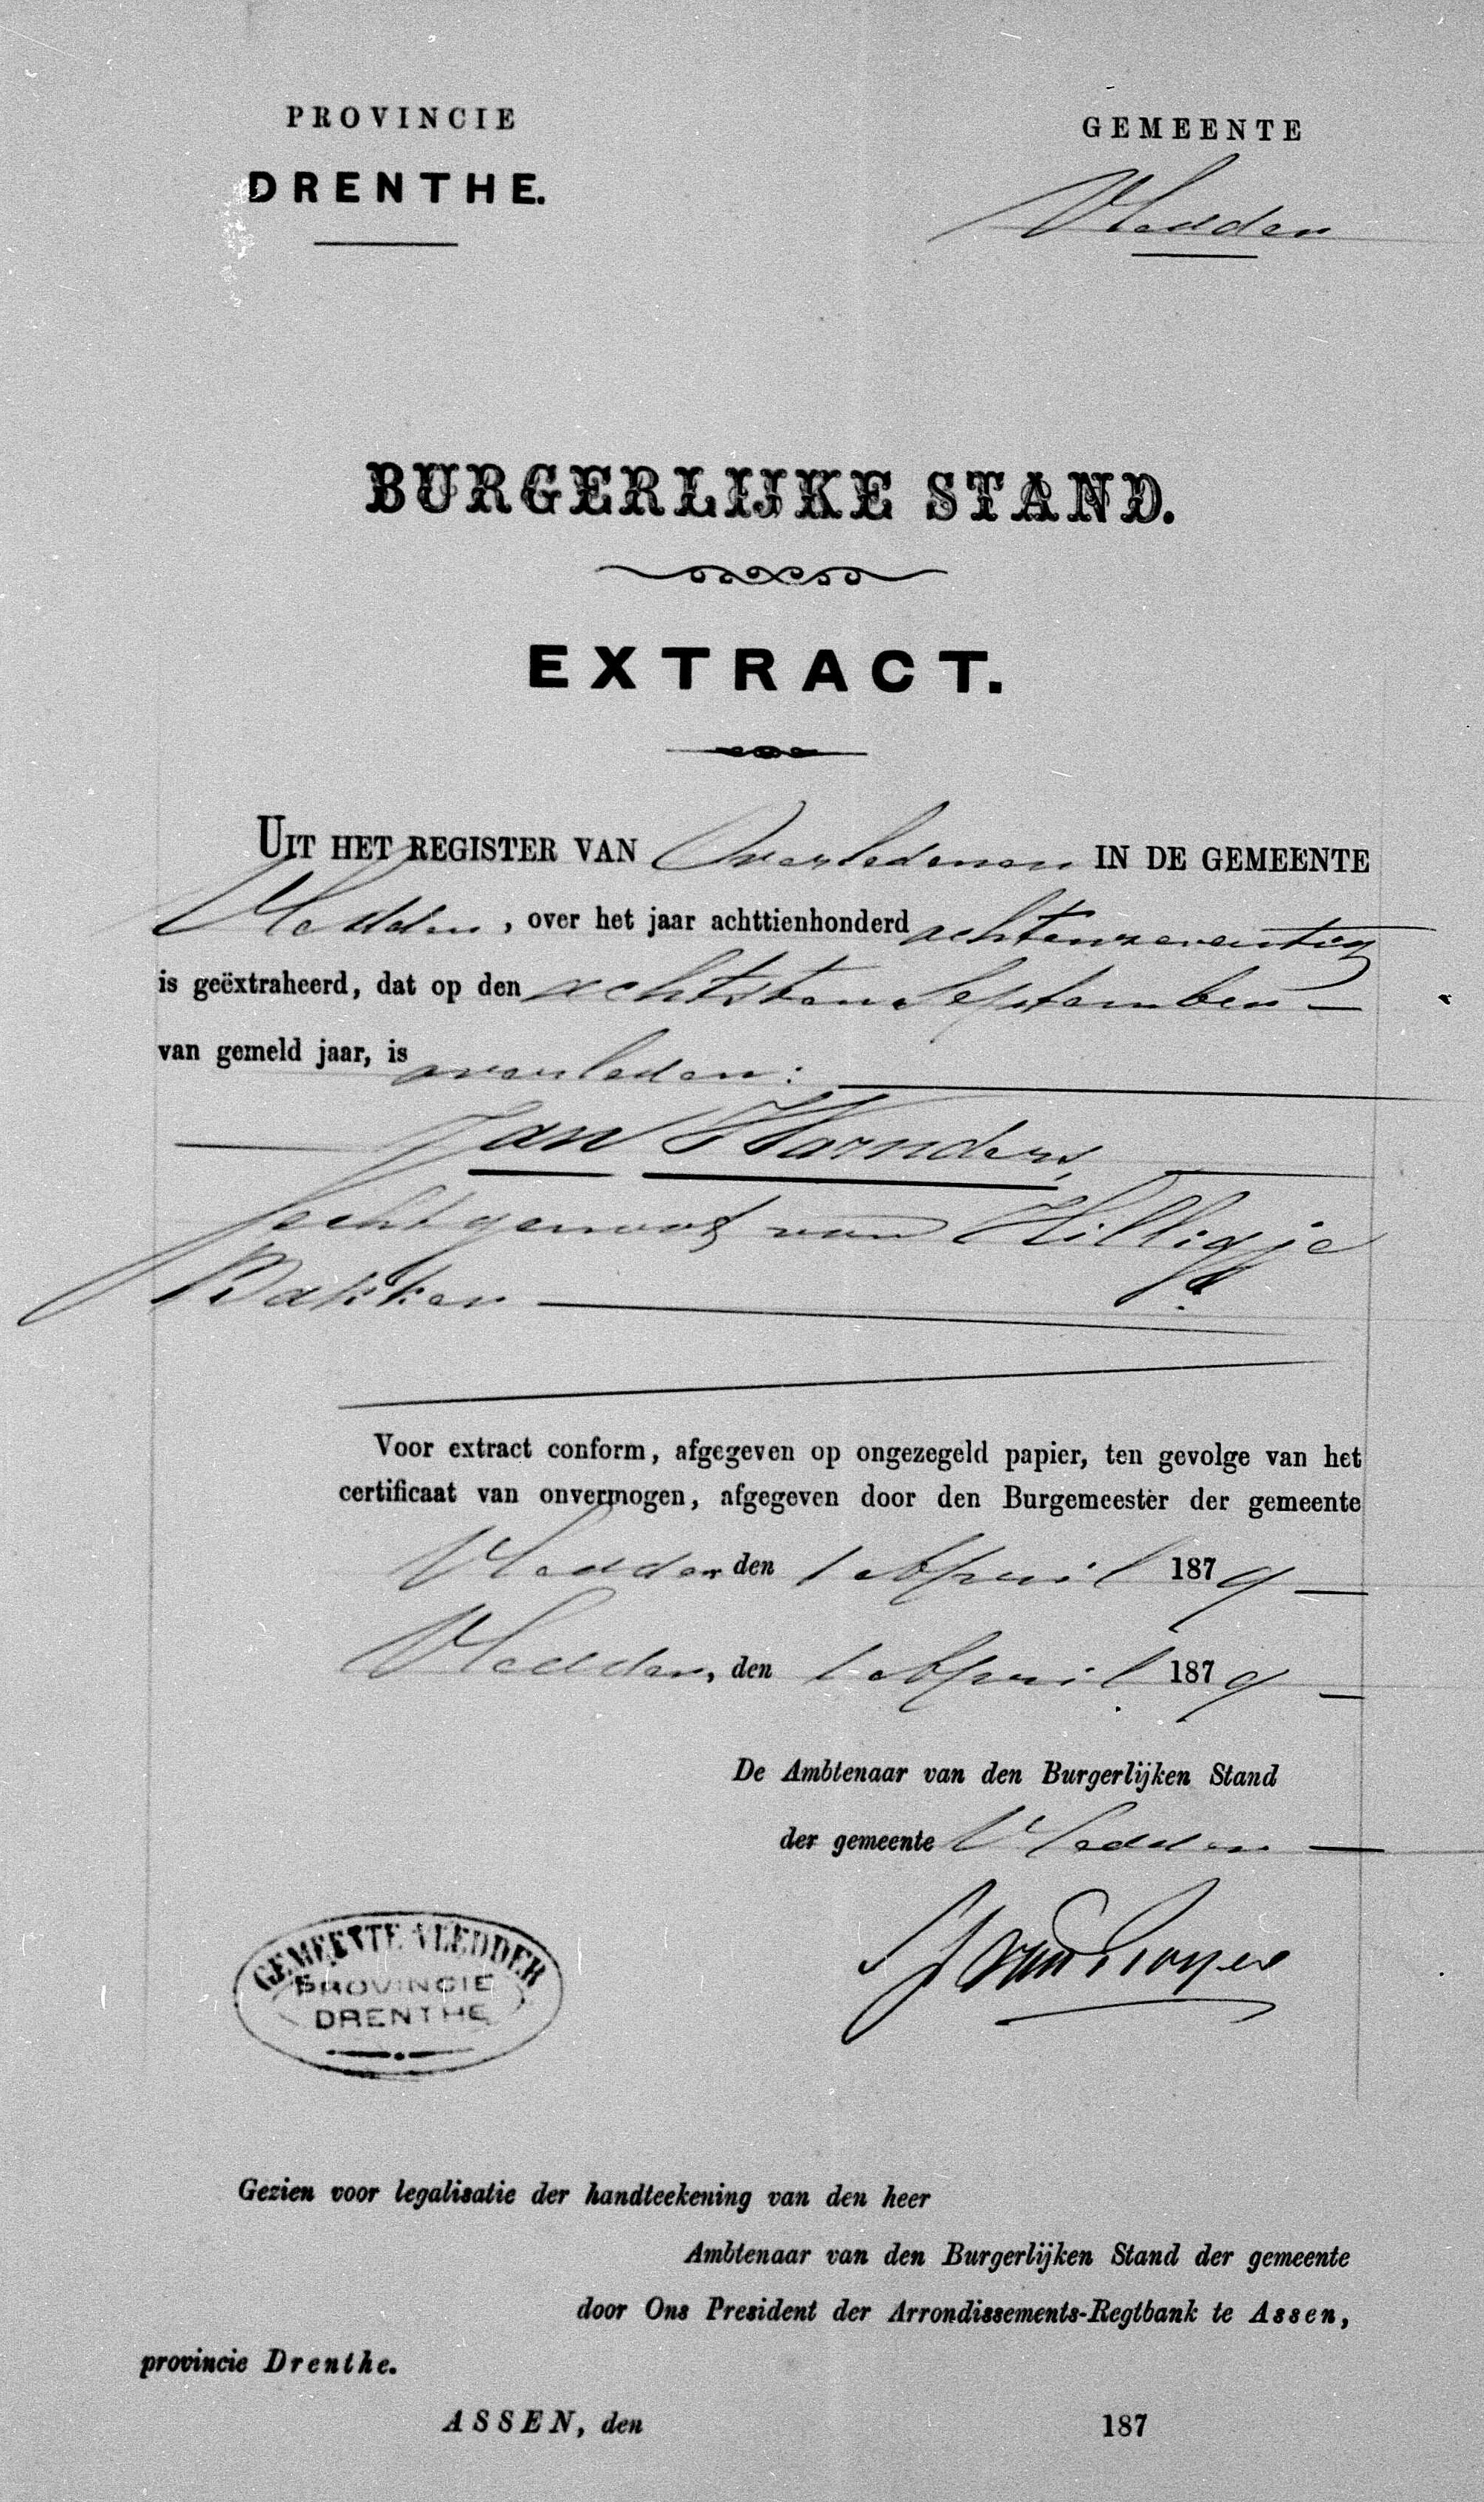 PROVINCIE
DRENTHE.
GEMEENTE
Vledder
BURGERLIJKE STAND.
EXTRACT.
UIT HET REGISTER VAN Overledenen IN DE GEMEENTE
Vledder, over het jaar achttienhonderd achtenzeventig
is geëxtraheerd, dat op den achtsten September
van gemeld jaar, is overleden:
Jan
echtgenoot van Hilligje
Bakker
Voor extract conform, afgegeven op ongezegeld papier, ten gevolge van het
certificaat van onvermogen, afgegeven door den Burgemeester der gemeente
Vledder den 1 April 1879
Vledder, den 1 April 1879
De Ambtenaar van den Burgerlijken Stand
der gemeente Vledder
GEMEENTE VLEDDER
PROVINCIE
DRENTHE
Gezien voor legalisatie der handteekening van den heer
Ambtenaar van den Burgerlijken Stand der gemeente
door Ons President der Arrondissements-Regtbank te Assen,
provincie Drenthe.
ASSEN, den 187